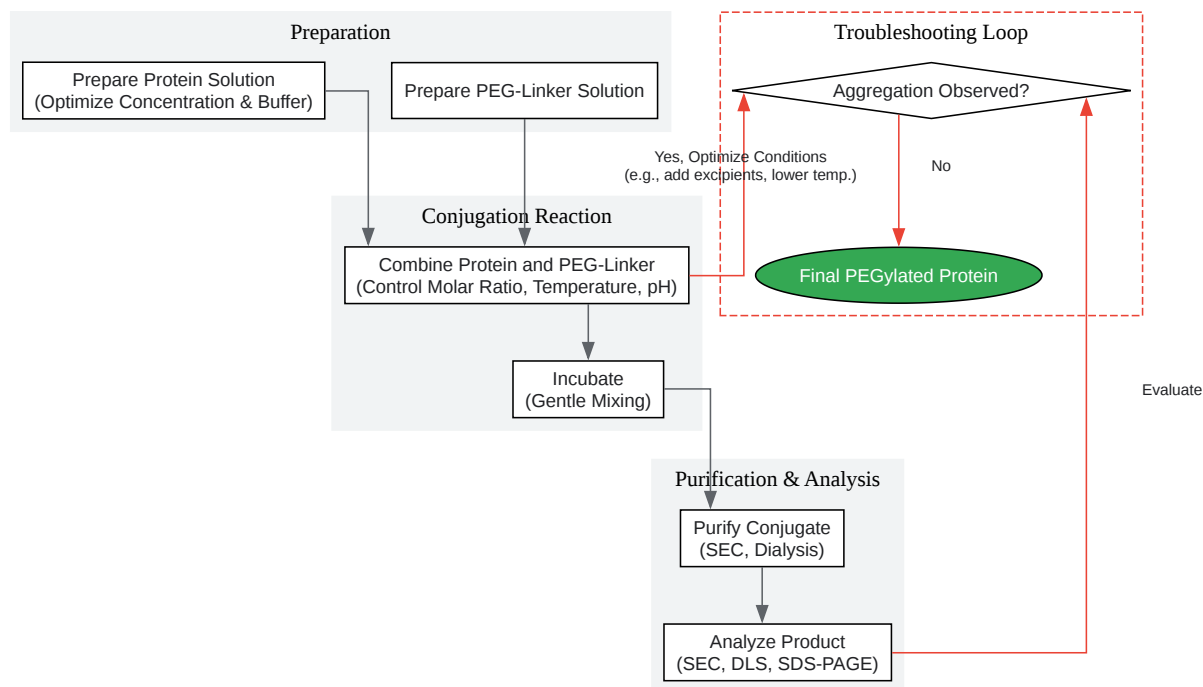 Preparation
Prepare Protein Solution
(Optimize Concentration & Buffer)
Prepare PEG-Linker Solution
Troubleshooting Loop
Aggregation Observed?
Yes, Optimize Conditions
(e.g., add excipients, lower temp.)
No
Final PEGylated Protein
Conjugation Reaction
Combine Protein and PEG-Linker
(Control Molar Ratio, Temperature, pH)
Incubate
(Gentle Mixing)
Evaluate
Purification & Analysis
Purify Conjugate
(SEC, Dialysis)
Analyze Product
(SEC, DLS, SDS-PAGE)